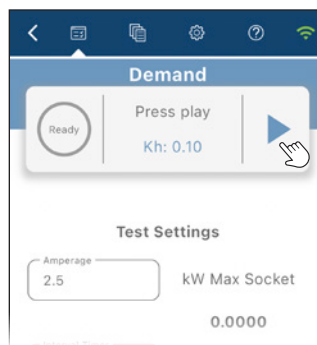 Demand
Ready
Press play
Kh: 0.10
Test Settings
Amperage
2.5
kW Max Socket
0.0000